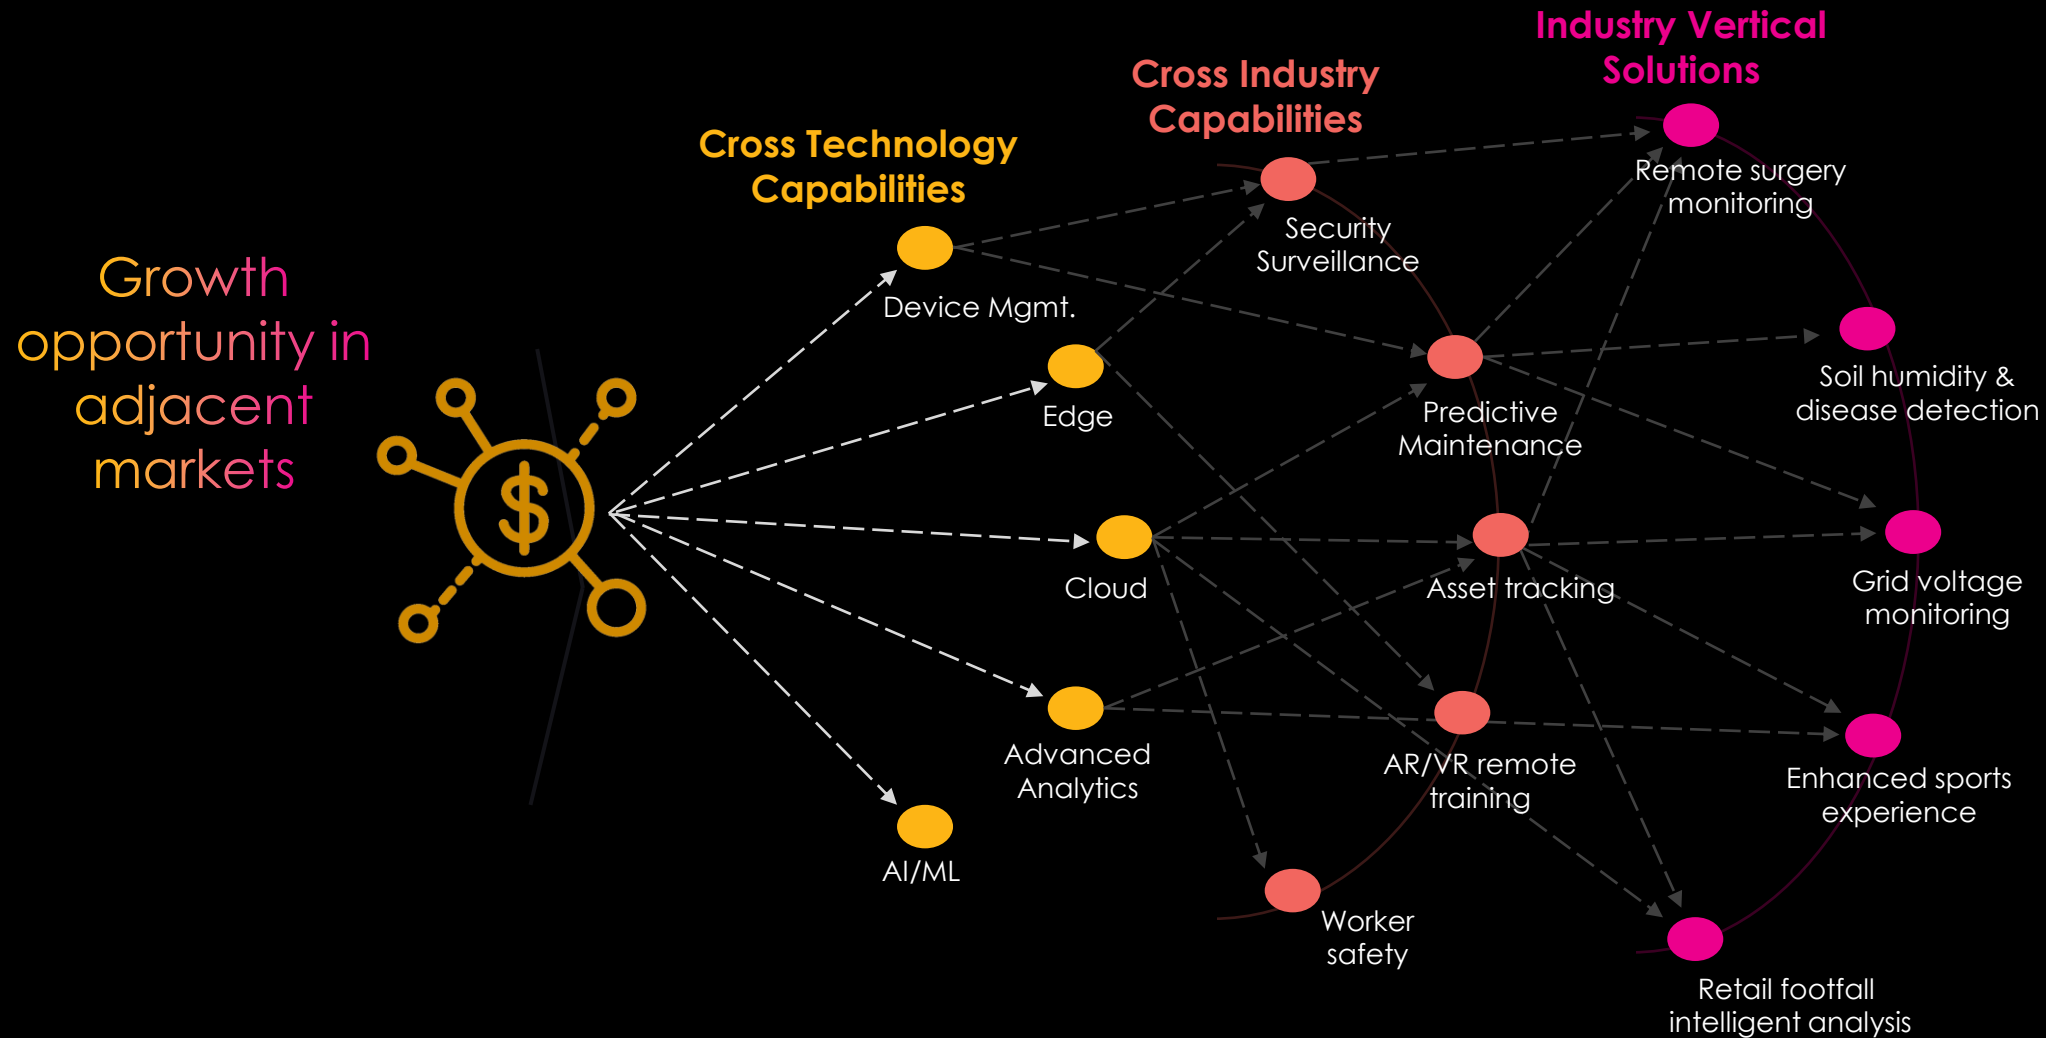 Growth
opportunity in
adjacent
markets
$
Cross Technology
Capabilities
Device Mgmt.
Edge
Cloud
Advanced
Analytics
AI/ML
Cross Industry
Capabilities
Security
Surveillance
Predictive
Maintenance
Asset tracking
AR/VR remote
training
Worker
safety
Industry Vertical
Solutions
Remote surgery
monitoring
Soil humidity &
disease detection
Grid voltage
monitoring
Enhanced sports
experience
Retail footfall
intelligent analysis